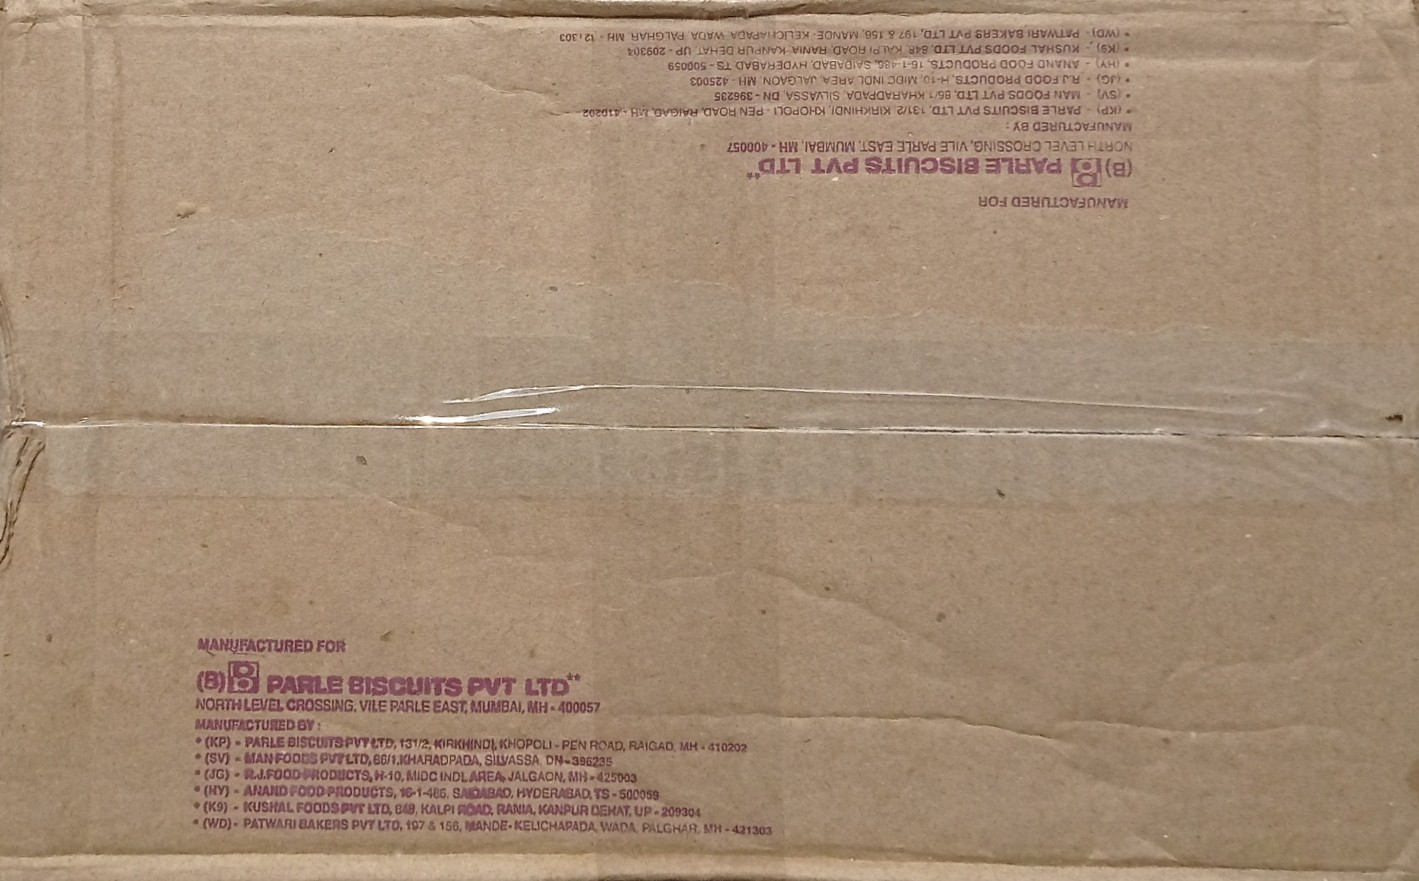 * (WD) - PATWARI BAKERS PVT LTD, 197 & 156, MANDE- KELICHAPADA, WADA, PALGHAR, MH - 421303
* (K9) - KUSHAL FOODS PVT LTD, 848, KALPI ROAD, RANIA, KANPUR DEHAT, UP - 209304
* (HY) - ANAND FOOD PRODUCTS, 16-1-486, SAIDABAD, HYDERABAD, TS - 500059
* (JG) - R.J.FOOD PRODUCTS, H-10, MIDC INDL AREA, JALGAON, MH - 425003
* (SV) - MAN FOODS PVT LTD, 86/1, KHARADPADA, SILVASSA, DN - 396235
* (KP) - PARLE BISCUITS PVT LTD, 131/2, KIRKHINDI, KHOPOLI - PEN ROAD, RAIGAD, MH - 410202
MANUFACTURED BY :
NORTH LEVEL CROSSING, VILE PARLE EAST, MUMBAI, MH - 400057
(B) B PARLE BISCUITS PVT LTD**
MANUFACTURED FOR
MANUFACTURED FOR
(B) B PARLE BISCUITS PVT LTD**
NORTH LEVEL CROSSING, VILE PARLE EAST, MUMBAI, MH - 400057
MANUFACTURED BY :
* (KP) - PARLE BISCUITS PVT LTD, 131/2, KIRKHINDI, KHOPOLI - PEN ROAD, RAIGAD, MH - 410202
* (SV) - MAN FOODS PVT LTD, 86/1, KHARADPADA, SILVASSA, DN - 396235
* (JG) - R.J.FOOD PRODUCTS, H-10, MIDC INDL AREA, JALGAON, MH - 425003
* (HY) - ANAND FOOD PRODUCTS, 16-1-486, SAIDABAD, HYDERABAD, TS - 500059
* (K9) - KUSHAL FOODS PVT LTD, 848, KALPI ROAD, RANIA, KANPUR DEHAT, UP - 209304
* (WD) - PATWARI BAKERS PVT LTD, 197 & 156, MANDE- KELICHAPADA, WADA, PALGHAR, MH - 421303